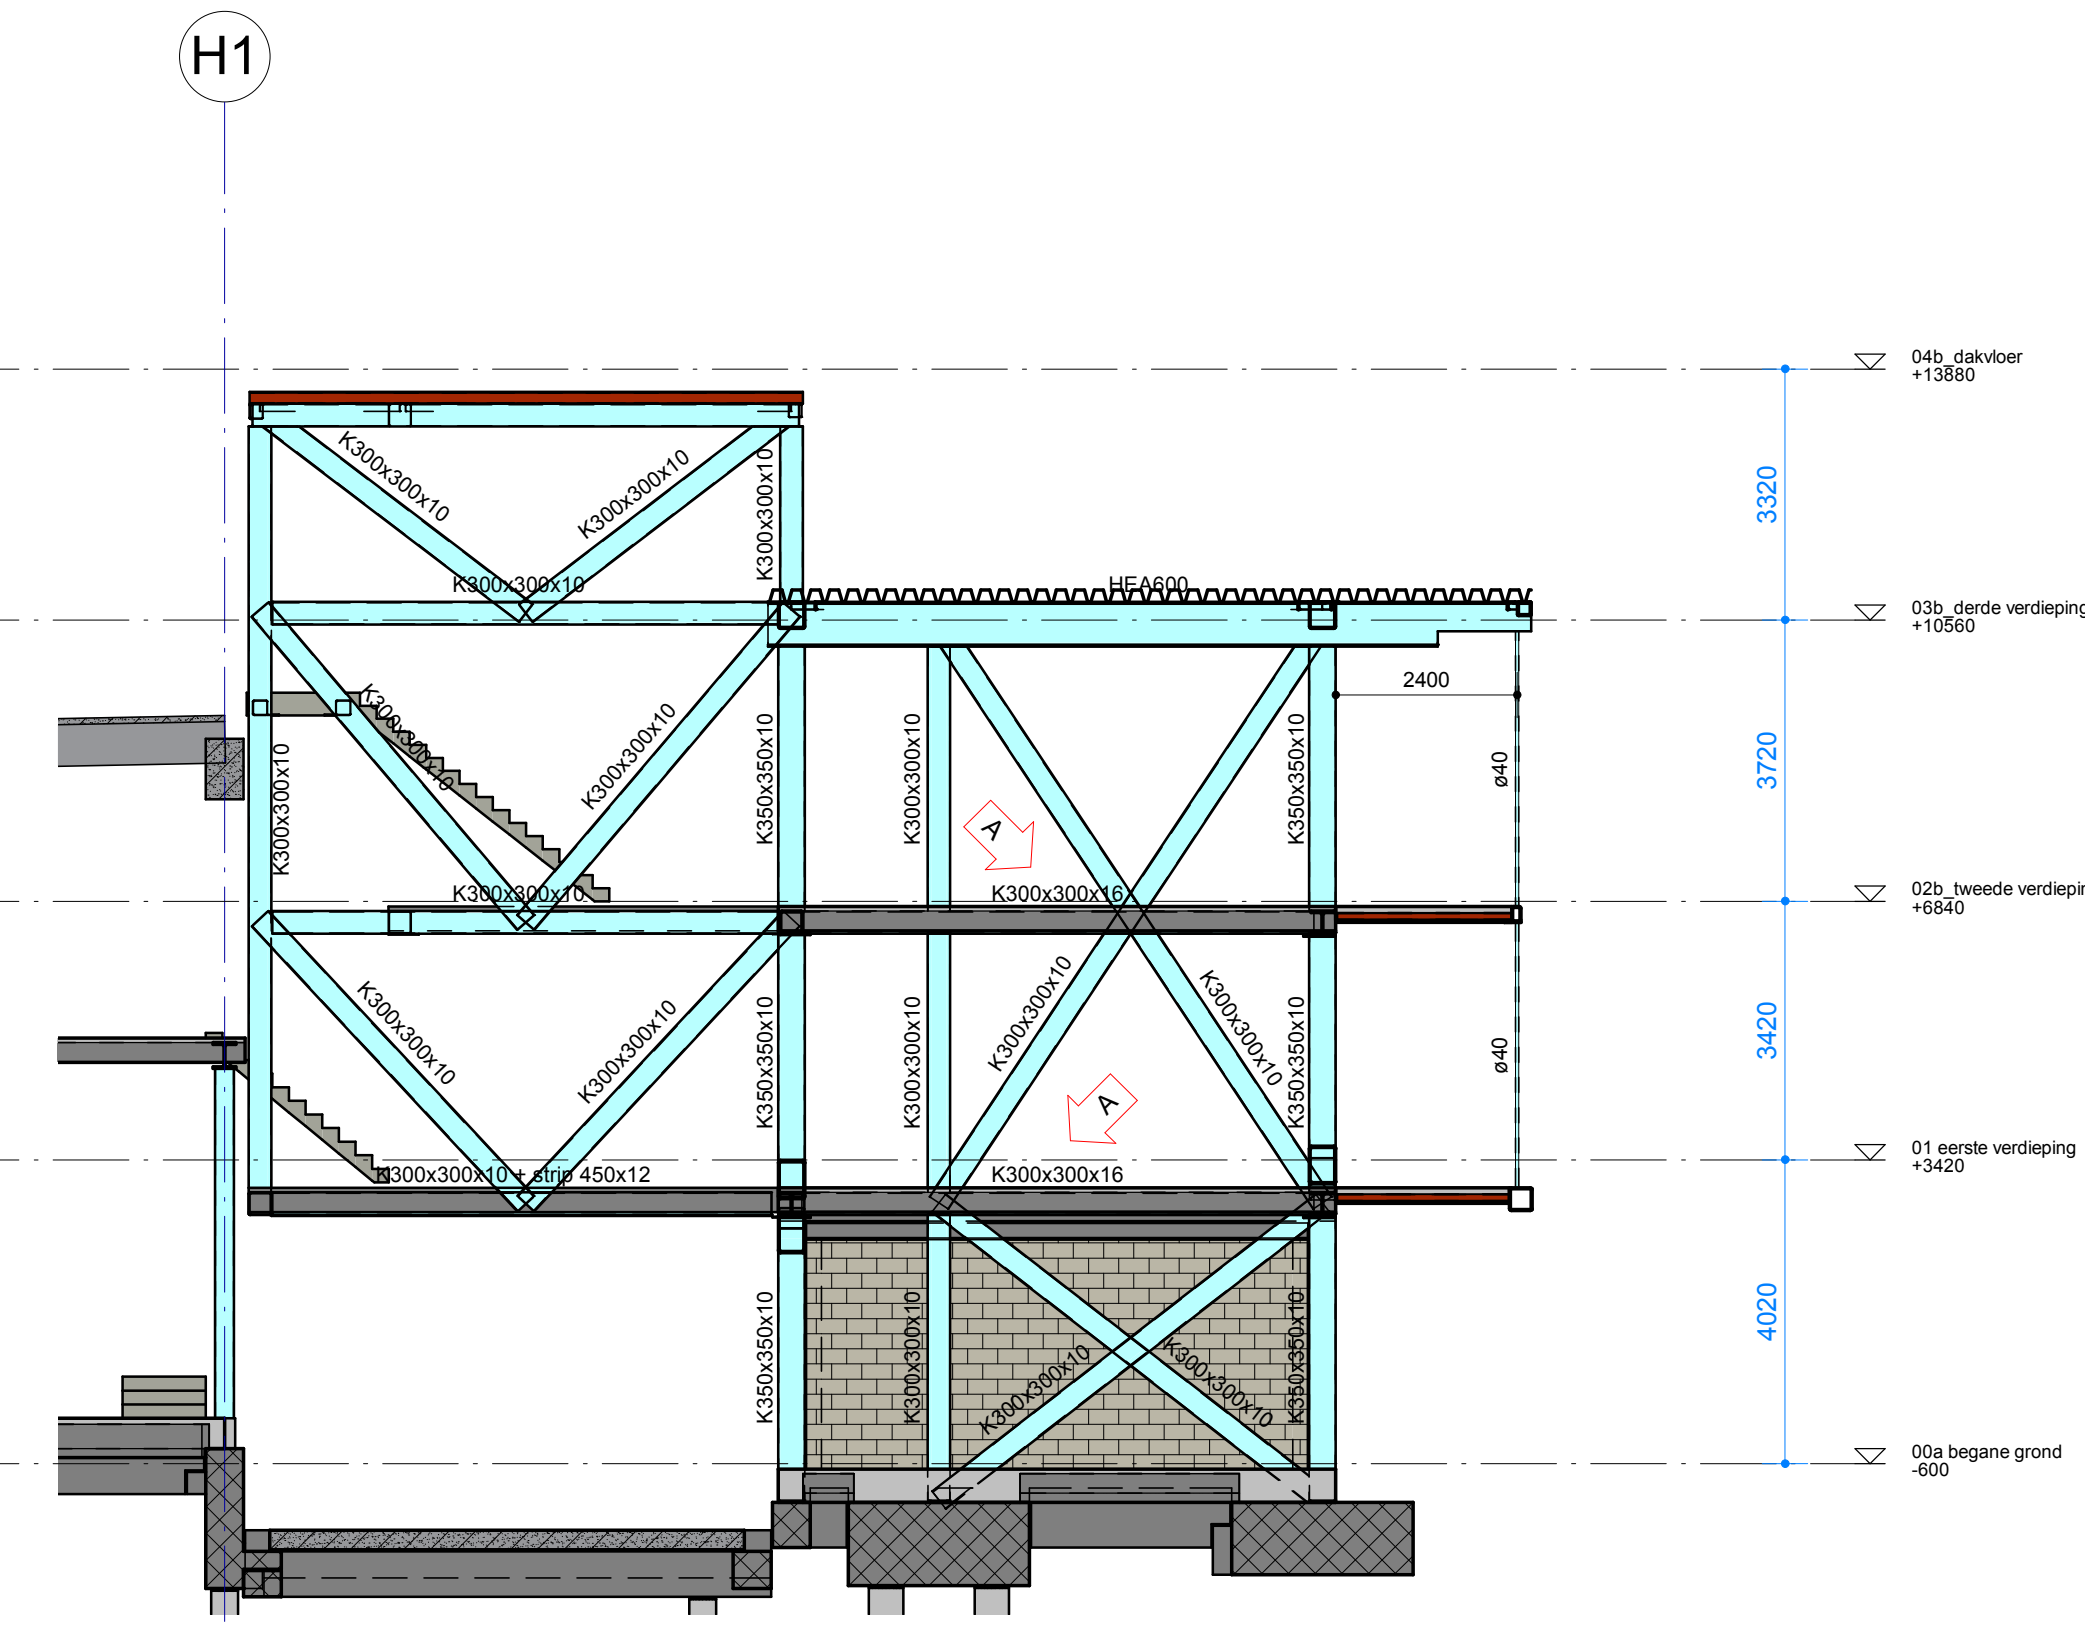 H1
04b_dakvloer
+13880
K300x300x10
K300x300x10
K300x300x10
3320
K300x300x10
HEA600
03b_derde verdieping
+10560
2400
K300x300x10
K300x300x10
K300x300x10
K350x350x10
K300x300x10
K350x350x10
ø40
3720
A
K300x300x10
K300x300x16
02b_tweede verdiepin
+6840
K300x300x10
K300x300x10
K350x350x10
K300x300x10
K300x300x10
K300x300x10
K350x350x10
ø40
3420
A
K300x300x10 + strip 450x12
K300x300x16
01 eerste verdieping
+3420
K350x350x10
K300x300x10
K300x300x10
K300x300x10
K350x350x10
4020
00a begane grond
-600